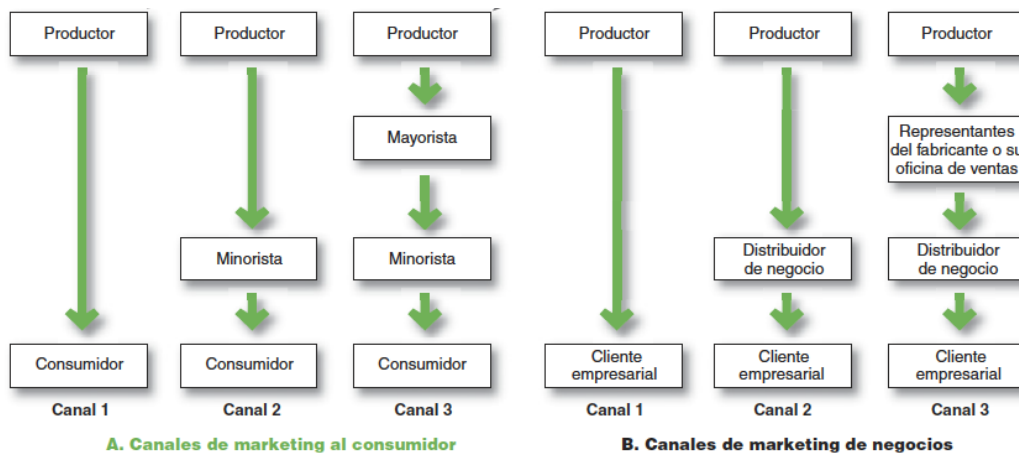 Productor
Productor
Productor
Productor
Productor
Productor
Mayorista
Representantes
del fabricante o su
oficina de ventas
Minorista
Minorista
Distribuidor
de negocio
Distribuidor
de negocio
Consumidor
Consumidor
Consumidor
Cliente
empresarial
Cliente
empresarial
Cliente
empresarial
Canal 1
Canal 2
Canal 3
Canal 1
Canal 2
Canal 3
A. Canales de marketing al consumidor
B. Canales de marketing de negocios